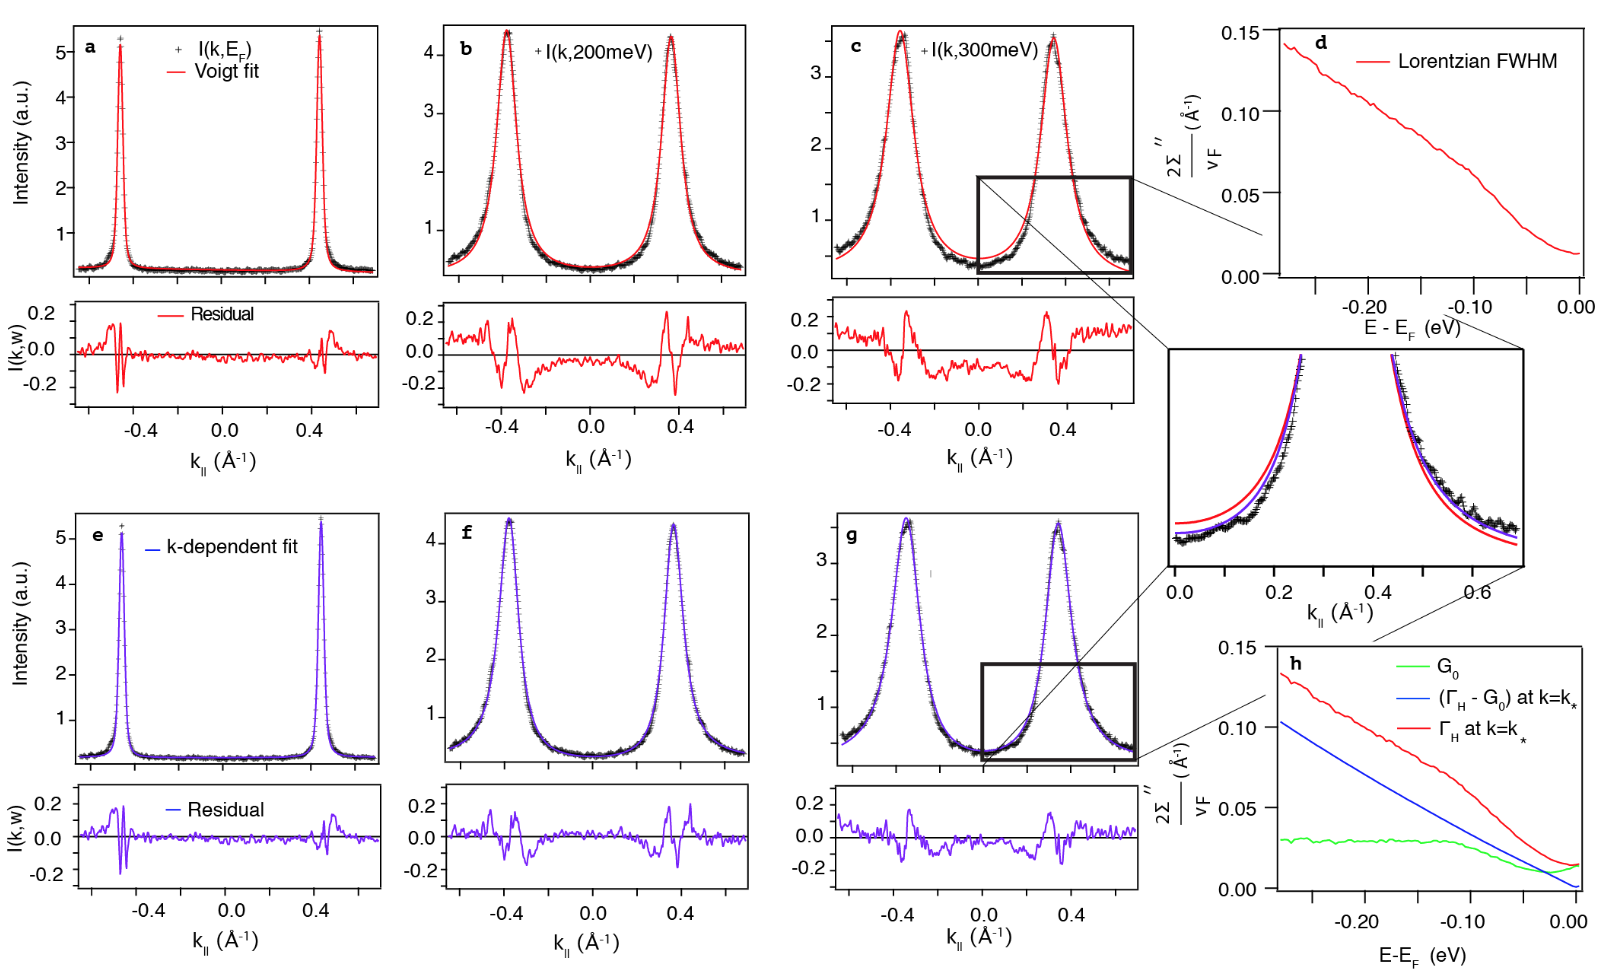 a
+ I(k,E_F)
— Voigt fit
Intensity (a.u.)
5
4
3
2
1
b
+ I(k,200meV)
4
3
2
1
c
+ I(k,300meV)
3
2
1
d
— Lorentzian FWHM
2Σ″/vF (Å⁻¹)
0.15
0.10
0.05
0.00
-0.20 -0.10 0.00
E - E_F (eV)
— Residual
I(k,w)
0.2
0.0
-0.2
-0.4 0.0 0.4
k_|| (Å⁻¹)
0.2
0.0
-0.2
-0.4 0.0 0.4
k_|| (Å⁻¹)
0.2
0.0
-0.2
-0.4 0.0 0.4
k_|| (Å⁻¹)
0.0 0.2 0.4 0.6
k_|| (Å⁻¹)
e
— k-dependent fit
Intensity (a.u.)
5
4
3
2
1
f
4
3
2
1
g
3
2
1
— Residual
I(k,w)
0.2
0.0
-0.2
-0.4 0.0 0.4
k_|| (Å⁻¹)
0.2
0.0
-0.2
-0.4 0.0 0.4
k_|| (Å⁻¹)
0.2
0.0
-0.2
-0.4 0.0 0.4
k_|| (Å⁻¹)
h
— G₀
— (Γ_H - G₀) at k=k_*
— Γ_H at k=k_*
2Σ″/vF (Å⁻¹)
0.15
0.10
0.05
0.00
-0.20 -0.10 0.00
E-E_F (eV)